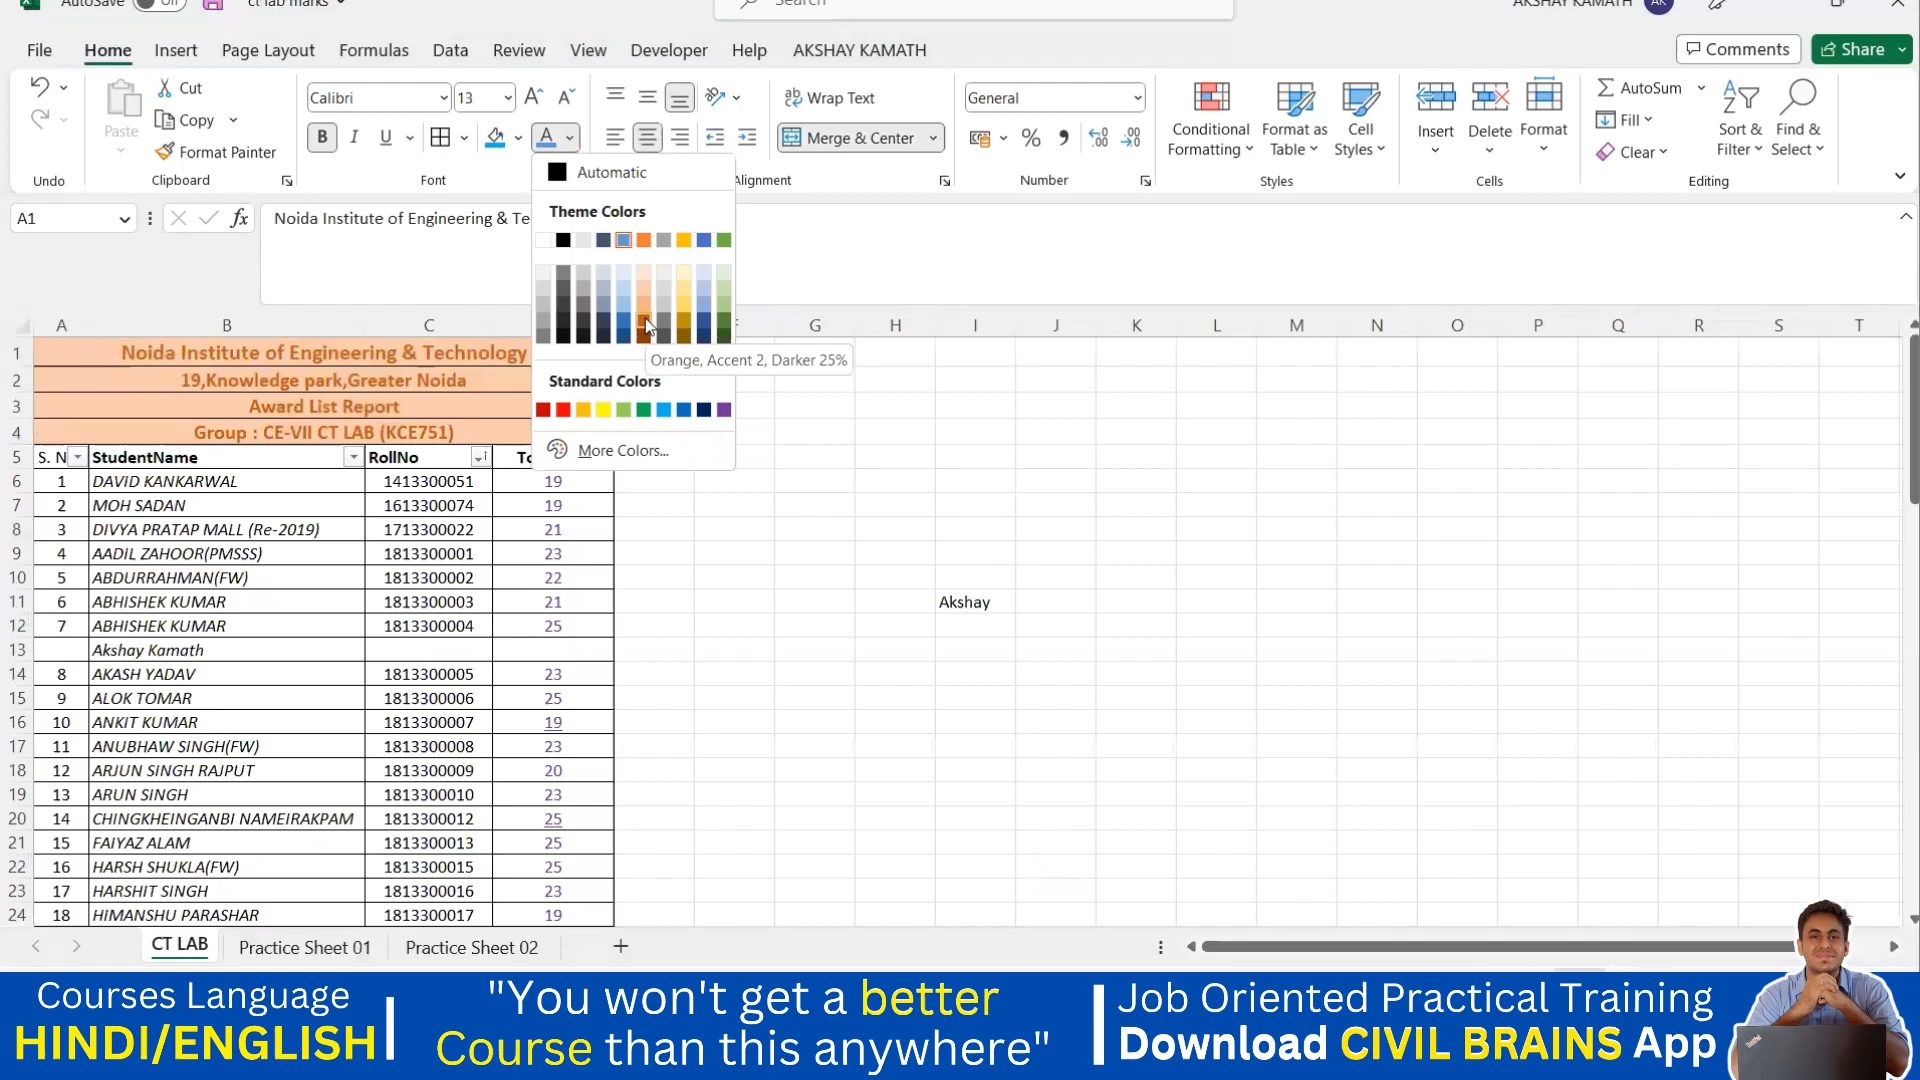 AutoSave Off ct lab marks Search AKSHAY KAMATH AK
File Home Insert Page Layout Formulas Data Review View Developer Help AKSHAY KAMATH Comments Share
Paste Cut Copy Format Painter
Calibri 13
B I U A
Wrap Text
Merge & Center
General
Conditional Formatting Format as Table Cell Styles
Insert Delete Format
AutoSum Fill Clear
Sort & Filter Find & Select
Undo Clipboard Font Alignment Number Styles Cells Editing
A1 fx Noida Institute of Engineering & Te
Automatic
Theme Colors
Orange, Accent 2, Darker 25%
Standard Colors
More Colors...
A B C F G H I J K L M N O P Q R S T
1 Noida Institute of Engineering & Technology
2 19,Knowledge park,Greater Noida
3 Award List Report
4 Group : CE-VII CT LAB (KCE751)
5 S. N StudentName RollNo To
6 1 DAVID KANKARWAL 1413300051 19
7 2 MOH SADAN 1613300074 19
8 3 DIVYA PRATAP MALL (Re-2019) 1713300022 21
9 4 AADIL ZAHOOR(PMSSS) 1813300001 23
10 5 ABDURRAHMAN(FW) 1813300002 22
11 6 ABHISHEK KUMAR 1813300003 21 Akshay
12 7 ABHISHEK KUMAR 1813300004 25
13 Akshay Kamath
14 8 AKASH YADAV 1813300005 23
15 9 ALOK TOMAR 1813300006 25
16 10 ANKIT KUMAR 1813300007 19
17 11 ANUBHAW SINGH(FW) 1813300008 23
18 12 ARJUN SINGH RAJPUT 1813300009 20
19 13 ARUN SINGH 1813300010 23
20 14 CHINGKHEINGANBI NAMEIRAKPAM 1813300012 25
21 15 FAIYAZ ALAM 1813300013 25
22 16 HARSH SHUKLA(FW) 1813300015 25
23 17 HARSHIT SINGH 1813300016 23
24 18 HIMANSHU PARASHAR 1813300017 19
CT LAB Practice Sheet 01 Practice Sheet 02
Courses Language
HINDI/ENGLISH
"You won't get a better
Course than this anywhere"
Job Oriented Practical Training
Download CIVIL BRAINS App